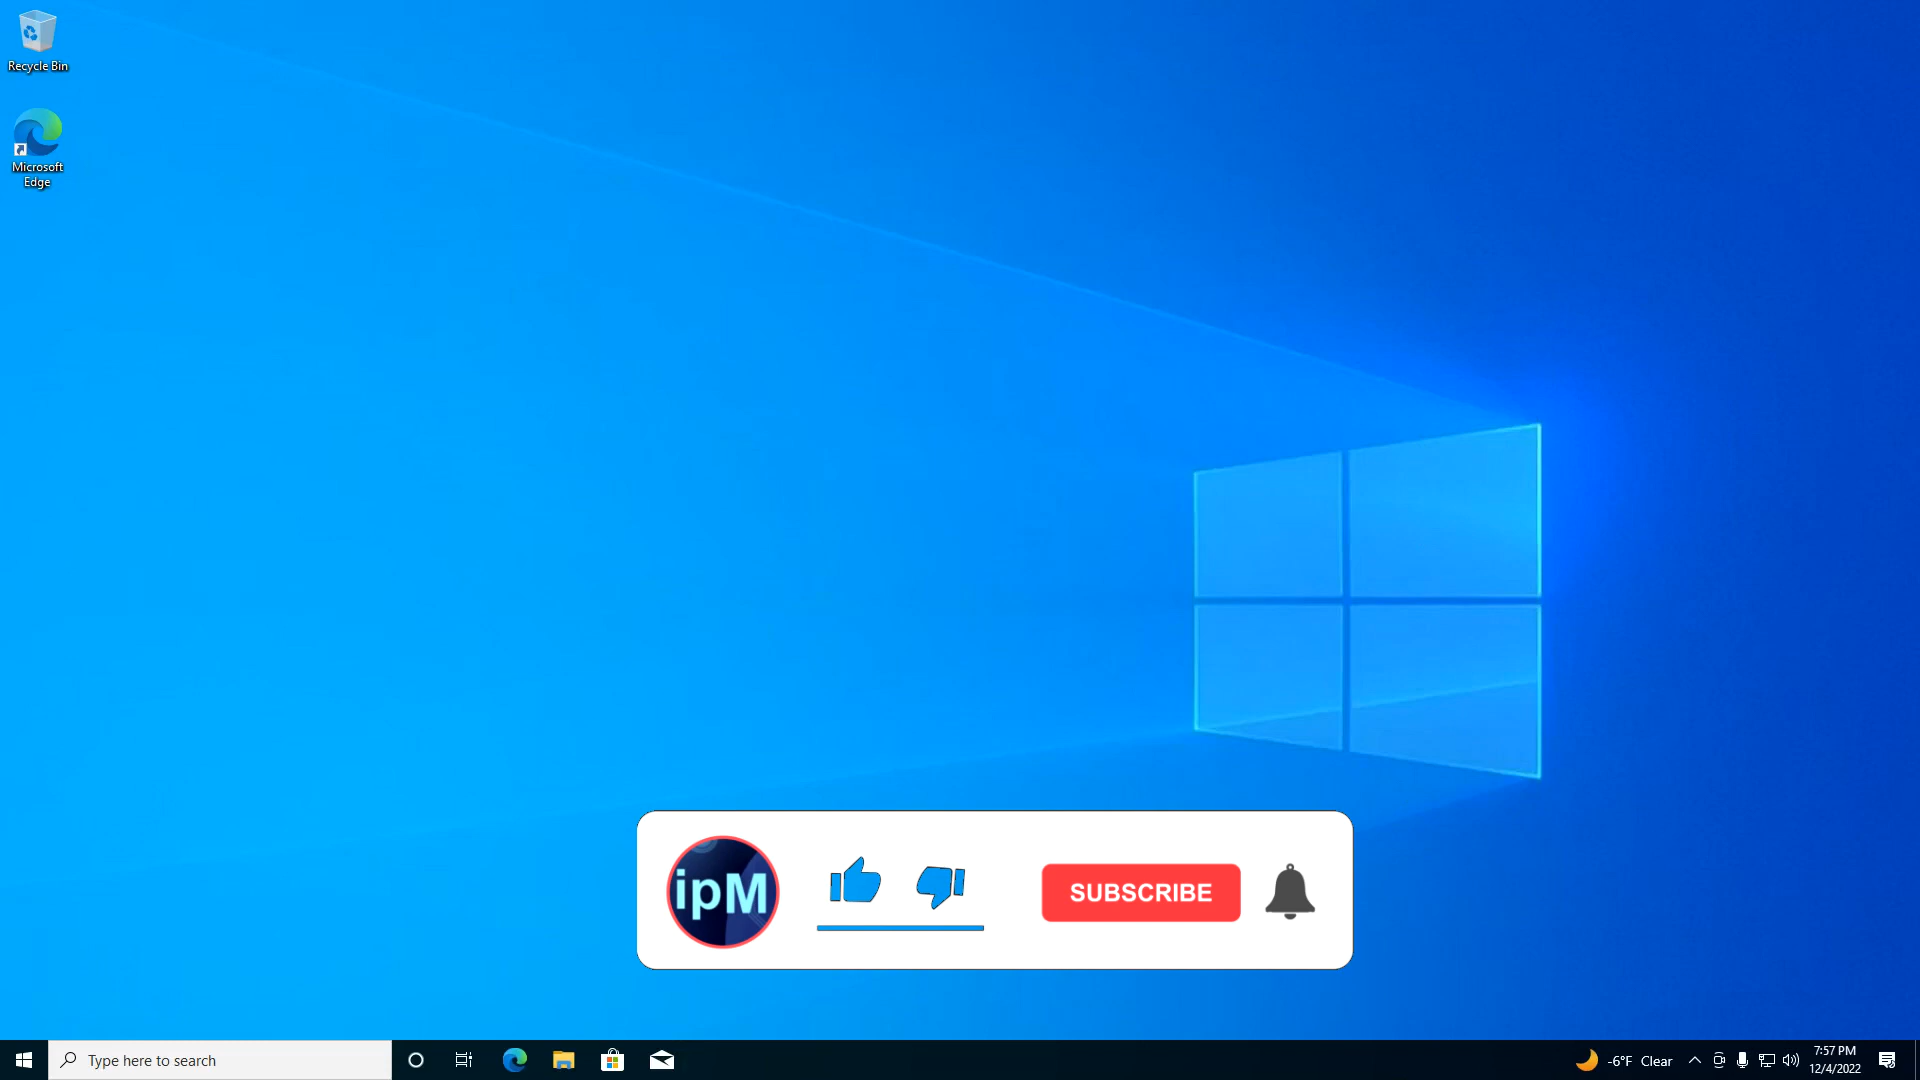 Recycle Bin
Microsoft
Edge
ipM
SUBSCRIBE
Type here to search
-6°F Clear
7:57 PM
12/4/2022